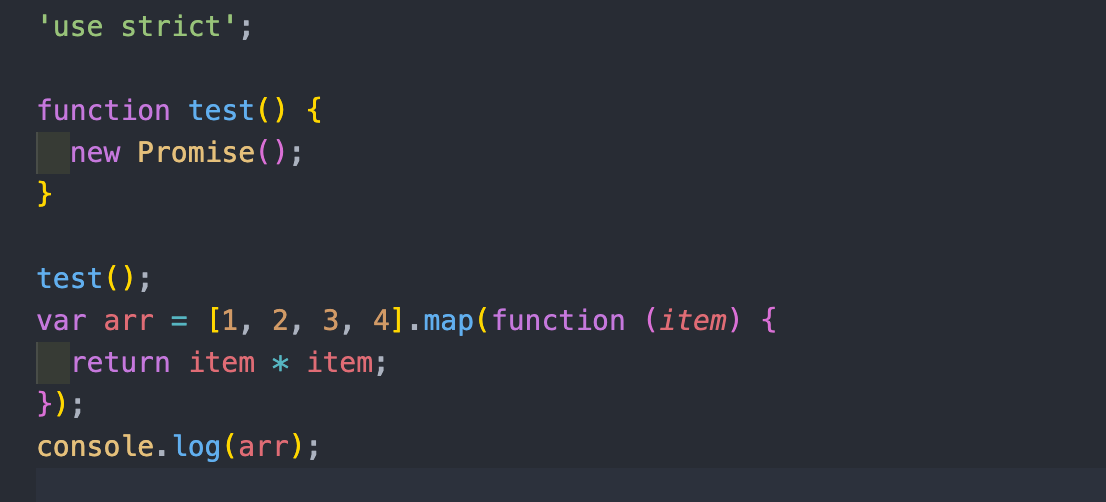 'use strict';

function test() {
  new Promise();
}

test();
var arr = [1, 2, 3, 4].map(function (item) {
  return item * item;
});
console.log(arr);